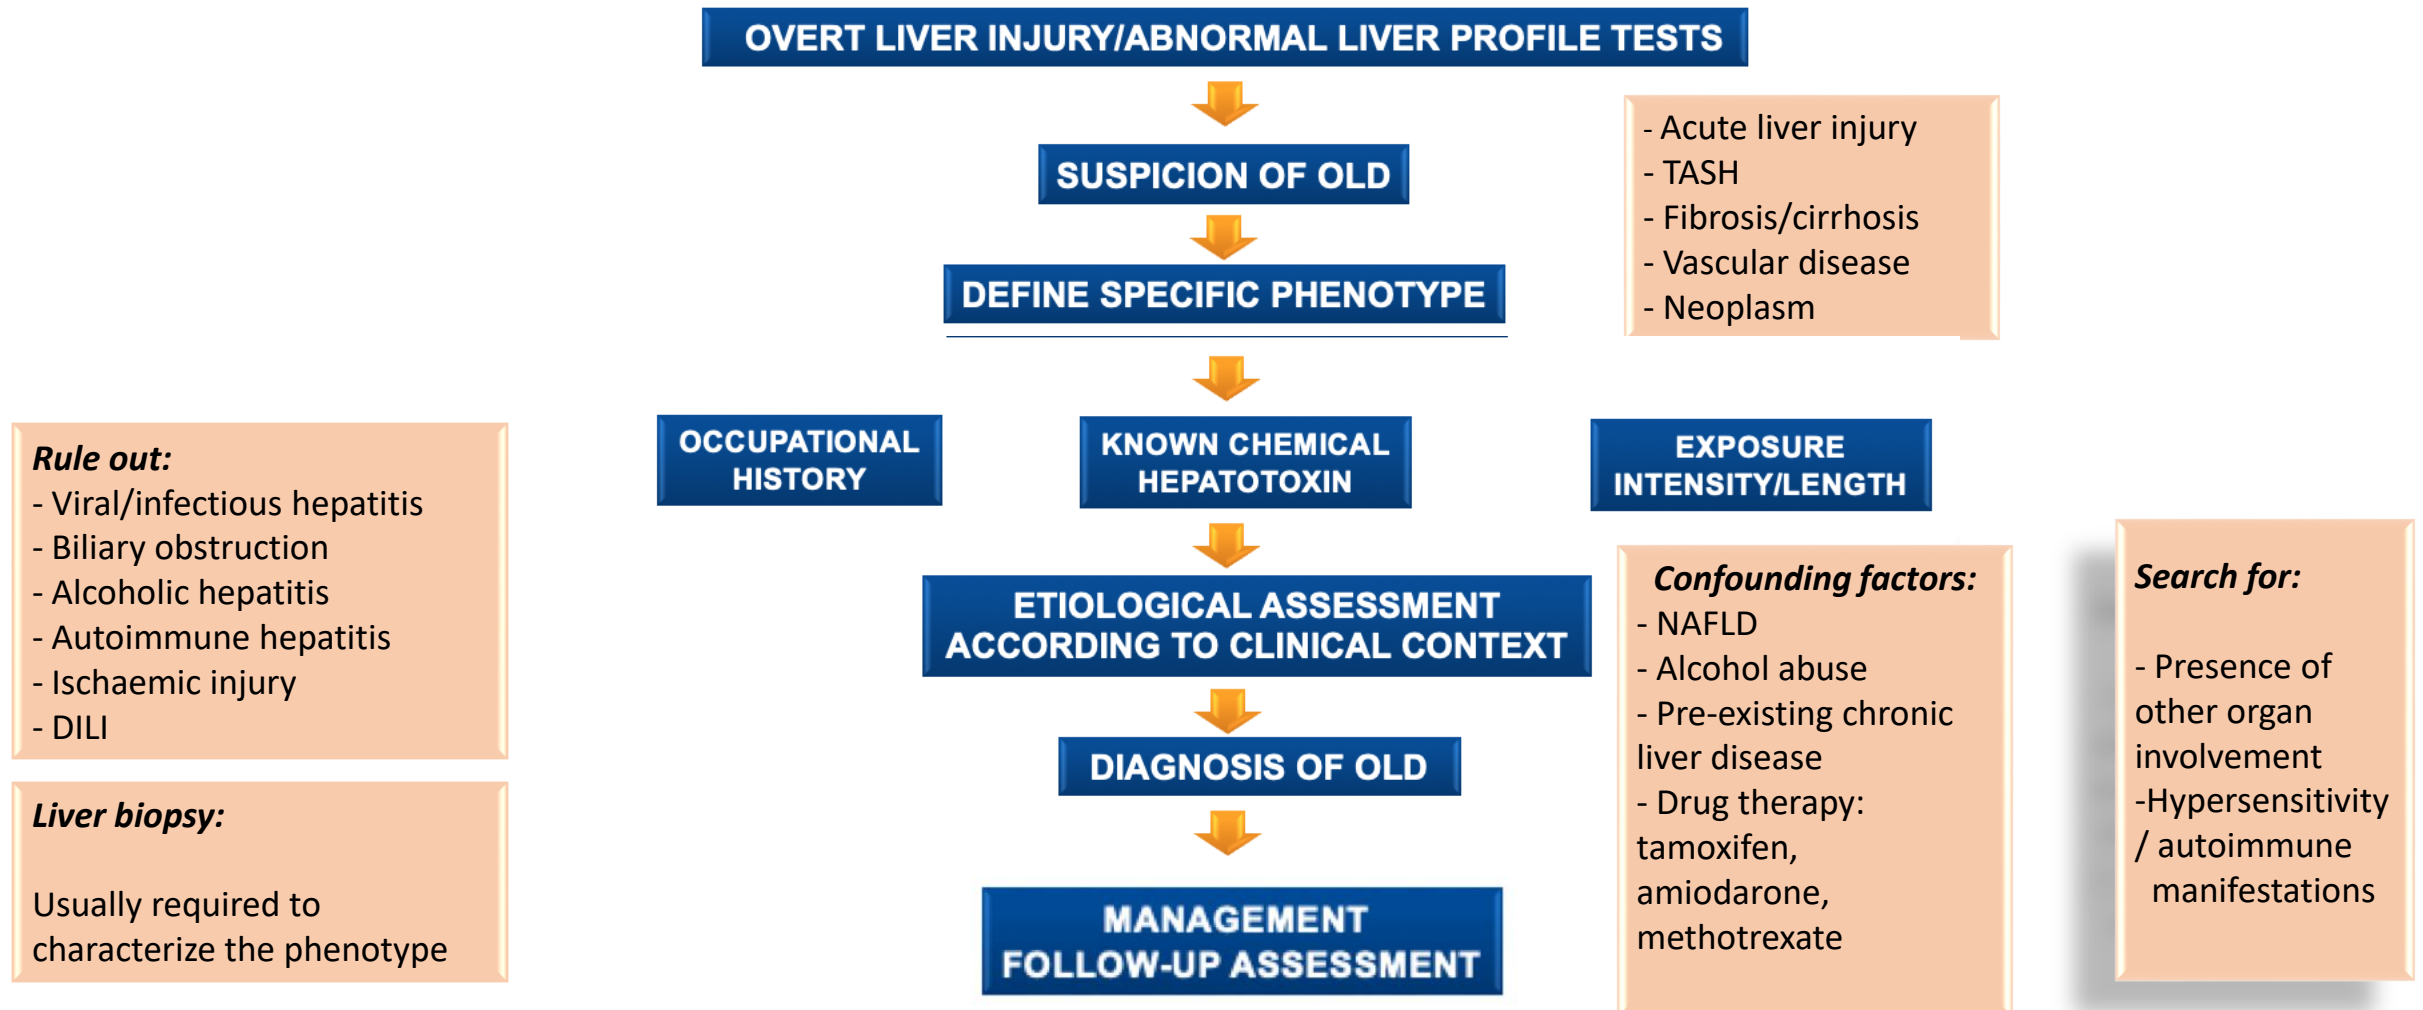 OVERT LIVER INJURY/ABNORMAL LIVER PROFILE TESTS
SUSPICION OF OLD
- Acute liver injury
- TASH
- Fibrosis/cirrhosis
- Vascular disease
- Neoplasm
DEFINE SPECIFIC PHENOTYPE
OCCUPATIONAL
HISTORY
KNOWN CHEMICAL
HEPATOTOXIN
EXPOSURE
INTENSITY/LENGTH
Rule out:
- Viral/infectious hepatitis
- Biliary obstruction
- Alcoholic hepatitis
- Autoimmune hepatitis
- Ischaemic injury
- DILI
ETIOLOGICAL ASSESSMENT
ACCORDING TO CLINICAL CONTEXT
Confounding factors:
- NAFLD
- Alcohol abuse
- Pre-existing chronic
liver disease
- Drug therapy:
tamoxifen,
amiodarone,
methotrexate
Search for:
- Presence of
other organ
involvement
-Hypersensitivity
/ autoimmune
manifestations
DIAGNOSIS OF OLD
Liver biopsy:
Usually required to
characterize the phenotype
MANAGEMENT
FOLLOW-UP ASSESSMENT